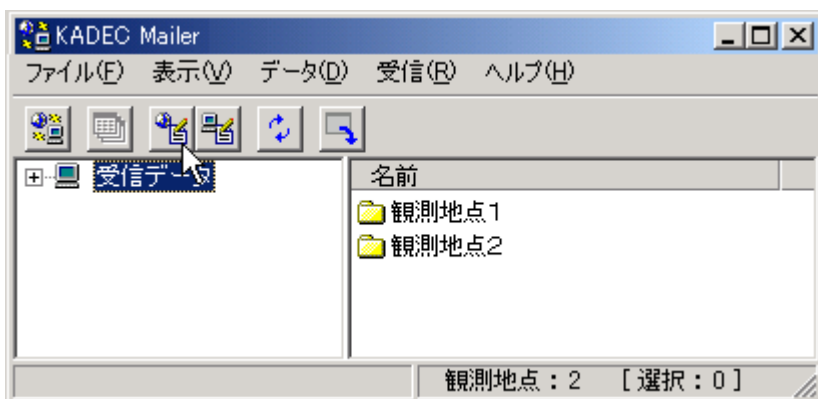 KADEC Mailer
ファイル(F) 表示(V) データ(D) 受信(R) ヘルプ(H)
受信データ
名前
観測地点1
観測地点2
観測地点：2 [選択：0]